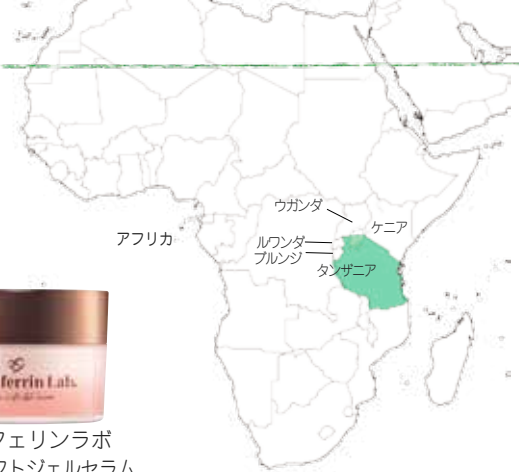 ウガンダ
ケニア
アフリカ
ルワンダ
ブルンジ
タンザニア
ferrin Lab.
フェリンラボ
フトジェルセラム